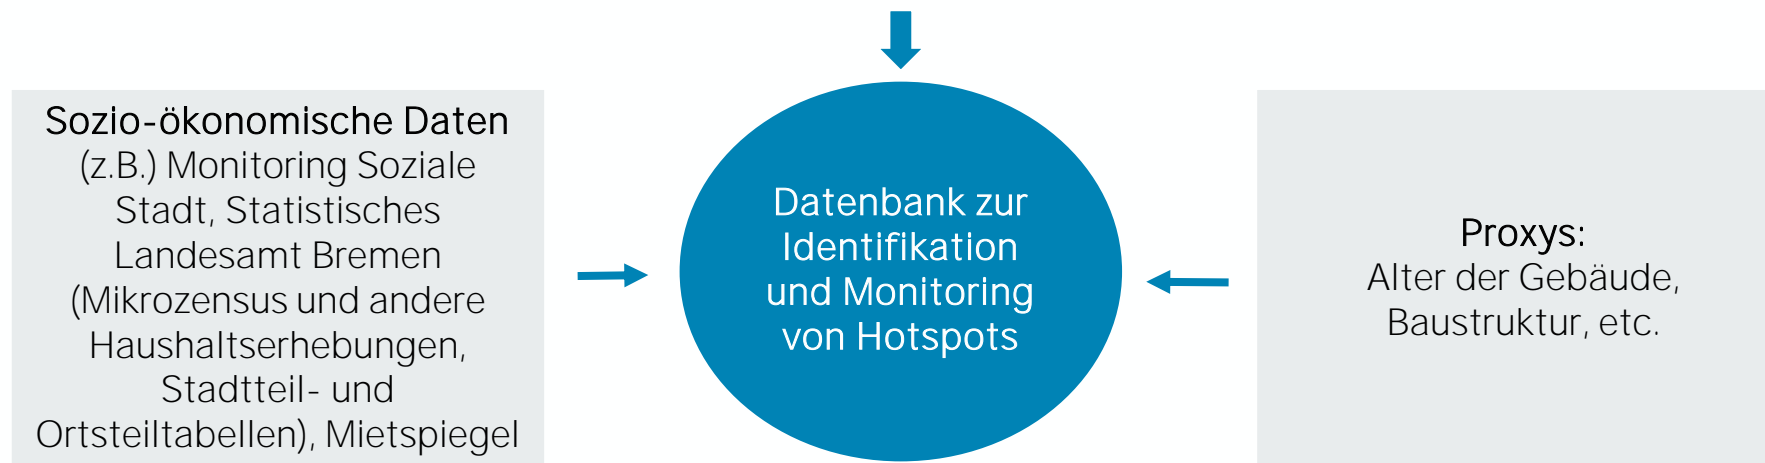 Sozio-ökonomische Daten
(z.B.) Monitoring Soziale
Stadt, Statistisches
Landesamt Bremen
(Mikrozensus und andere
Haushaltserhebungen,
Stadtteil- und
Ortsteiltabellen), Mietspiegel
Datenbank zur
Identifikation
und Monitoring
von Hotspots
Proxys:
Alter der Gebäude,
Baustruktur, etc.